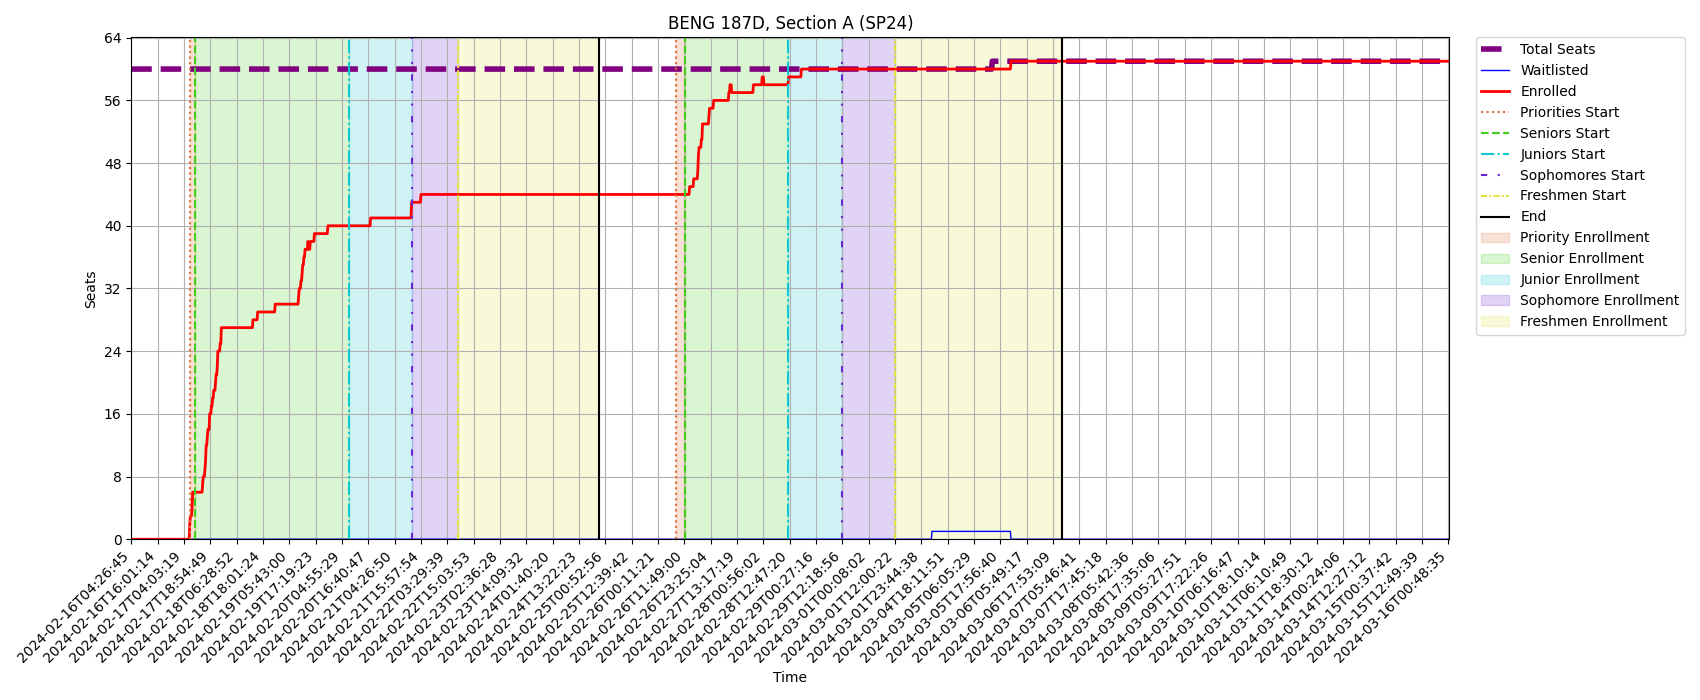 BENG 187D, Section A (SP24)
64
56
48
40
32
24
16
8
0
Seats
2024-02-16T04:26:45
2024-02-16T16:01:14
2024-02-17T04:03:19
2024-02-17T18:54:49
2024-02-18T06:28:52
2024-02-18T18:01:24
2024-02-19T05:43:00
2024-02-19T17:19:23
2024-02-20T04:55:29
2024-02-20T16:40:47
2024-02-21T04:26:50
2024-02-21T15:57:54
2024-02-22T03:29:39
2024-02-22T15:03:53
2024-02-23T02:36:28
2024-02-23T14:09:32
2024-02-24T01:40:20
2024-02-24T13:22:23
2024-02-25T00:52:56
2024-02-25T12:39:42
2024-02-26T00:11:21
2024-02-26T11:49:00
2024-02-26T23:25:04
2024-02-27T13:17:19
2024-02-28T00:56:02
2024-02-28T12:47:20
2024-02-29T00:27:16
2024-02-29T12:18:56
2024-03-01T00:08:02
2024-03-01T12:00:22
2024-03-01T23:44:38
2024-03-04T18:11:51
2024-03-05T06:05:29
2024-03-05T17:56:40
2024-03-06T05:49:17
2024-03-06T17:53:09
2024-03-07T05:46:41
2024-03-07T17:45:18
2024-03-08T05:42:36
2024-03-08T17:35:06
2024-03-09T05:27:51
2024-03-09T17:22:26
2024-03-10T06:16:47
2024-03-10T18:10:14
2024-03-11T06:10:49
2024-03-11T18:30:12
2024-03-14T00:24:06
2024-03-14T12:27:12
2024-03-15T00:37:42
2024-03-15T12:49:39
2024-03-16T00:48:35
Time
Total Seats
Waitlisted
Enrolled
Priorities Start
Seniors Start
Juniors Start
Sophomores Start
Freshmen Start
End
Priority Enrollment
Senior Enrollment
Junior Enrollment
Sophomore Enrollment
Freshmen Enrollment